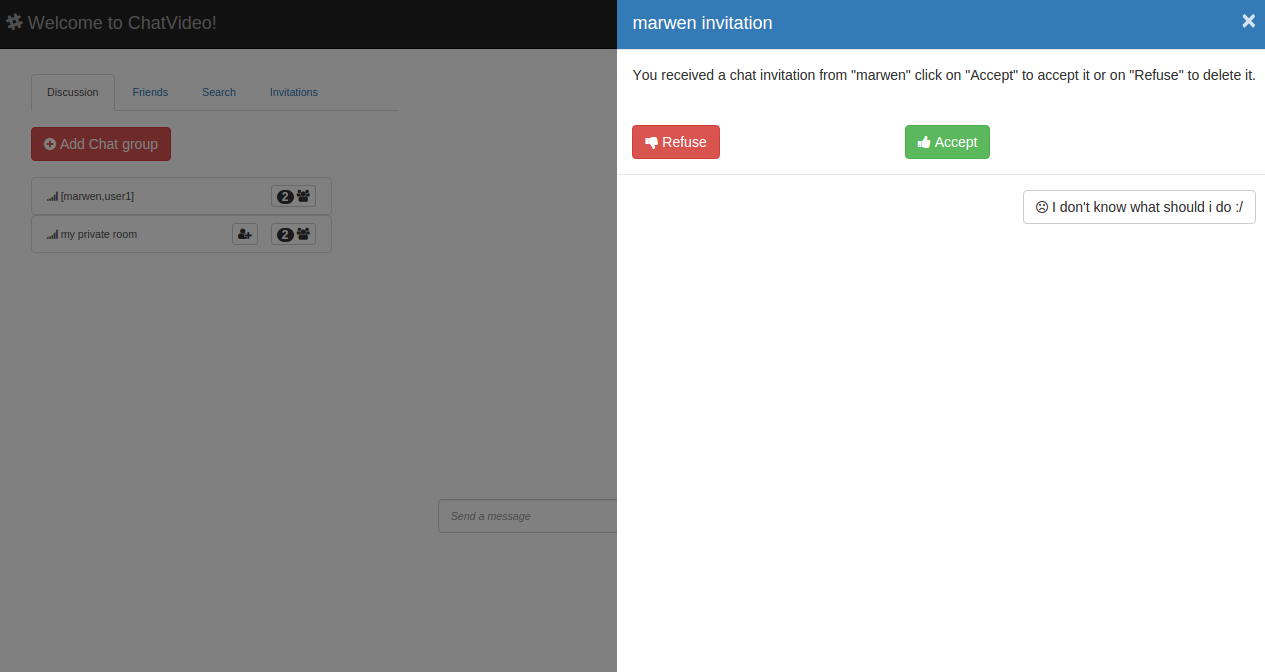 Welcome to ChatVideo!
Discussion Friends Search Invitations
Add Chat group
[marwen,user1] 2
my private room 2
Send a message
marwen invitation ×
You received a chat invitation from "marwen" click on "Accept" to accept it or on "Refuse" to delete it.
Refuse Accept
I don't know what should i do :/